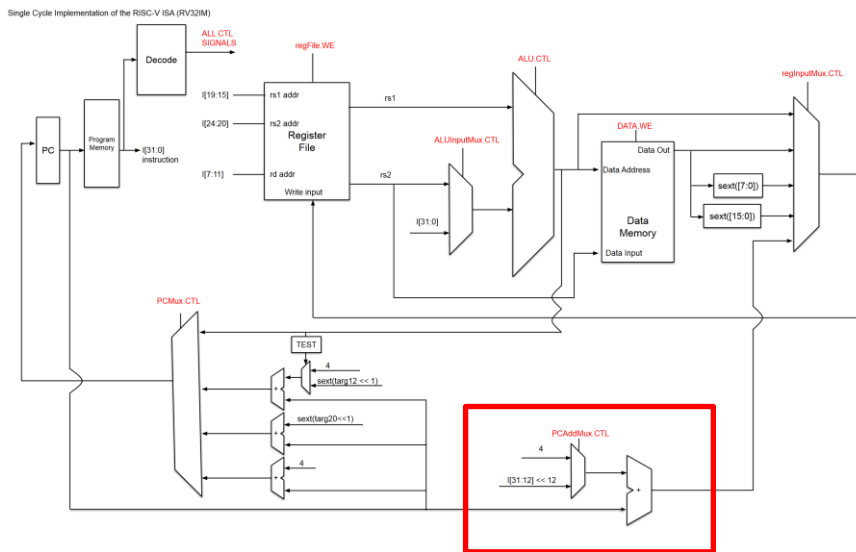 Single Cycle Implementation of the RISC-V ISA (RV32IM)
ALL CTL
SIGNALS
Decode
regFile.WE
ALU.CTL
regInputMux.CTL
I[19:15]
rs1 addr
rs1
I[24:20]
rs2 addr
Register
File
PC
Program
Memory
I[31:0]
instruction
ALUInputMux.CTL
DATA.WE
Data Out
I[7:11]
rd addr
rs2
Data Address
Write input
sext([7:0])
I[31:0]
sext([15:0])
Data
Memory
Data Input
PCMux.CTL
TEST
4
sext(targ12 << 1)
+
sext(targ20<<1)
+
4
+
PCAddMux.CTL
4
I[31:12] << 12
+